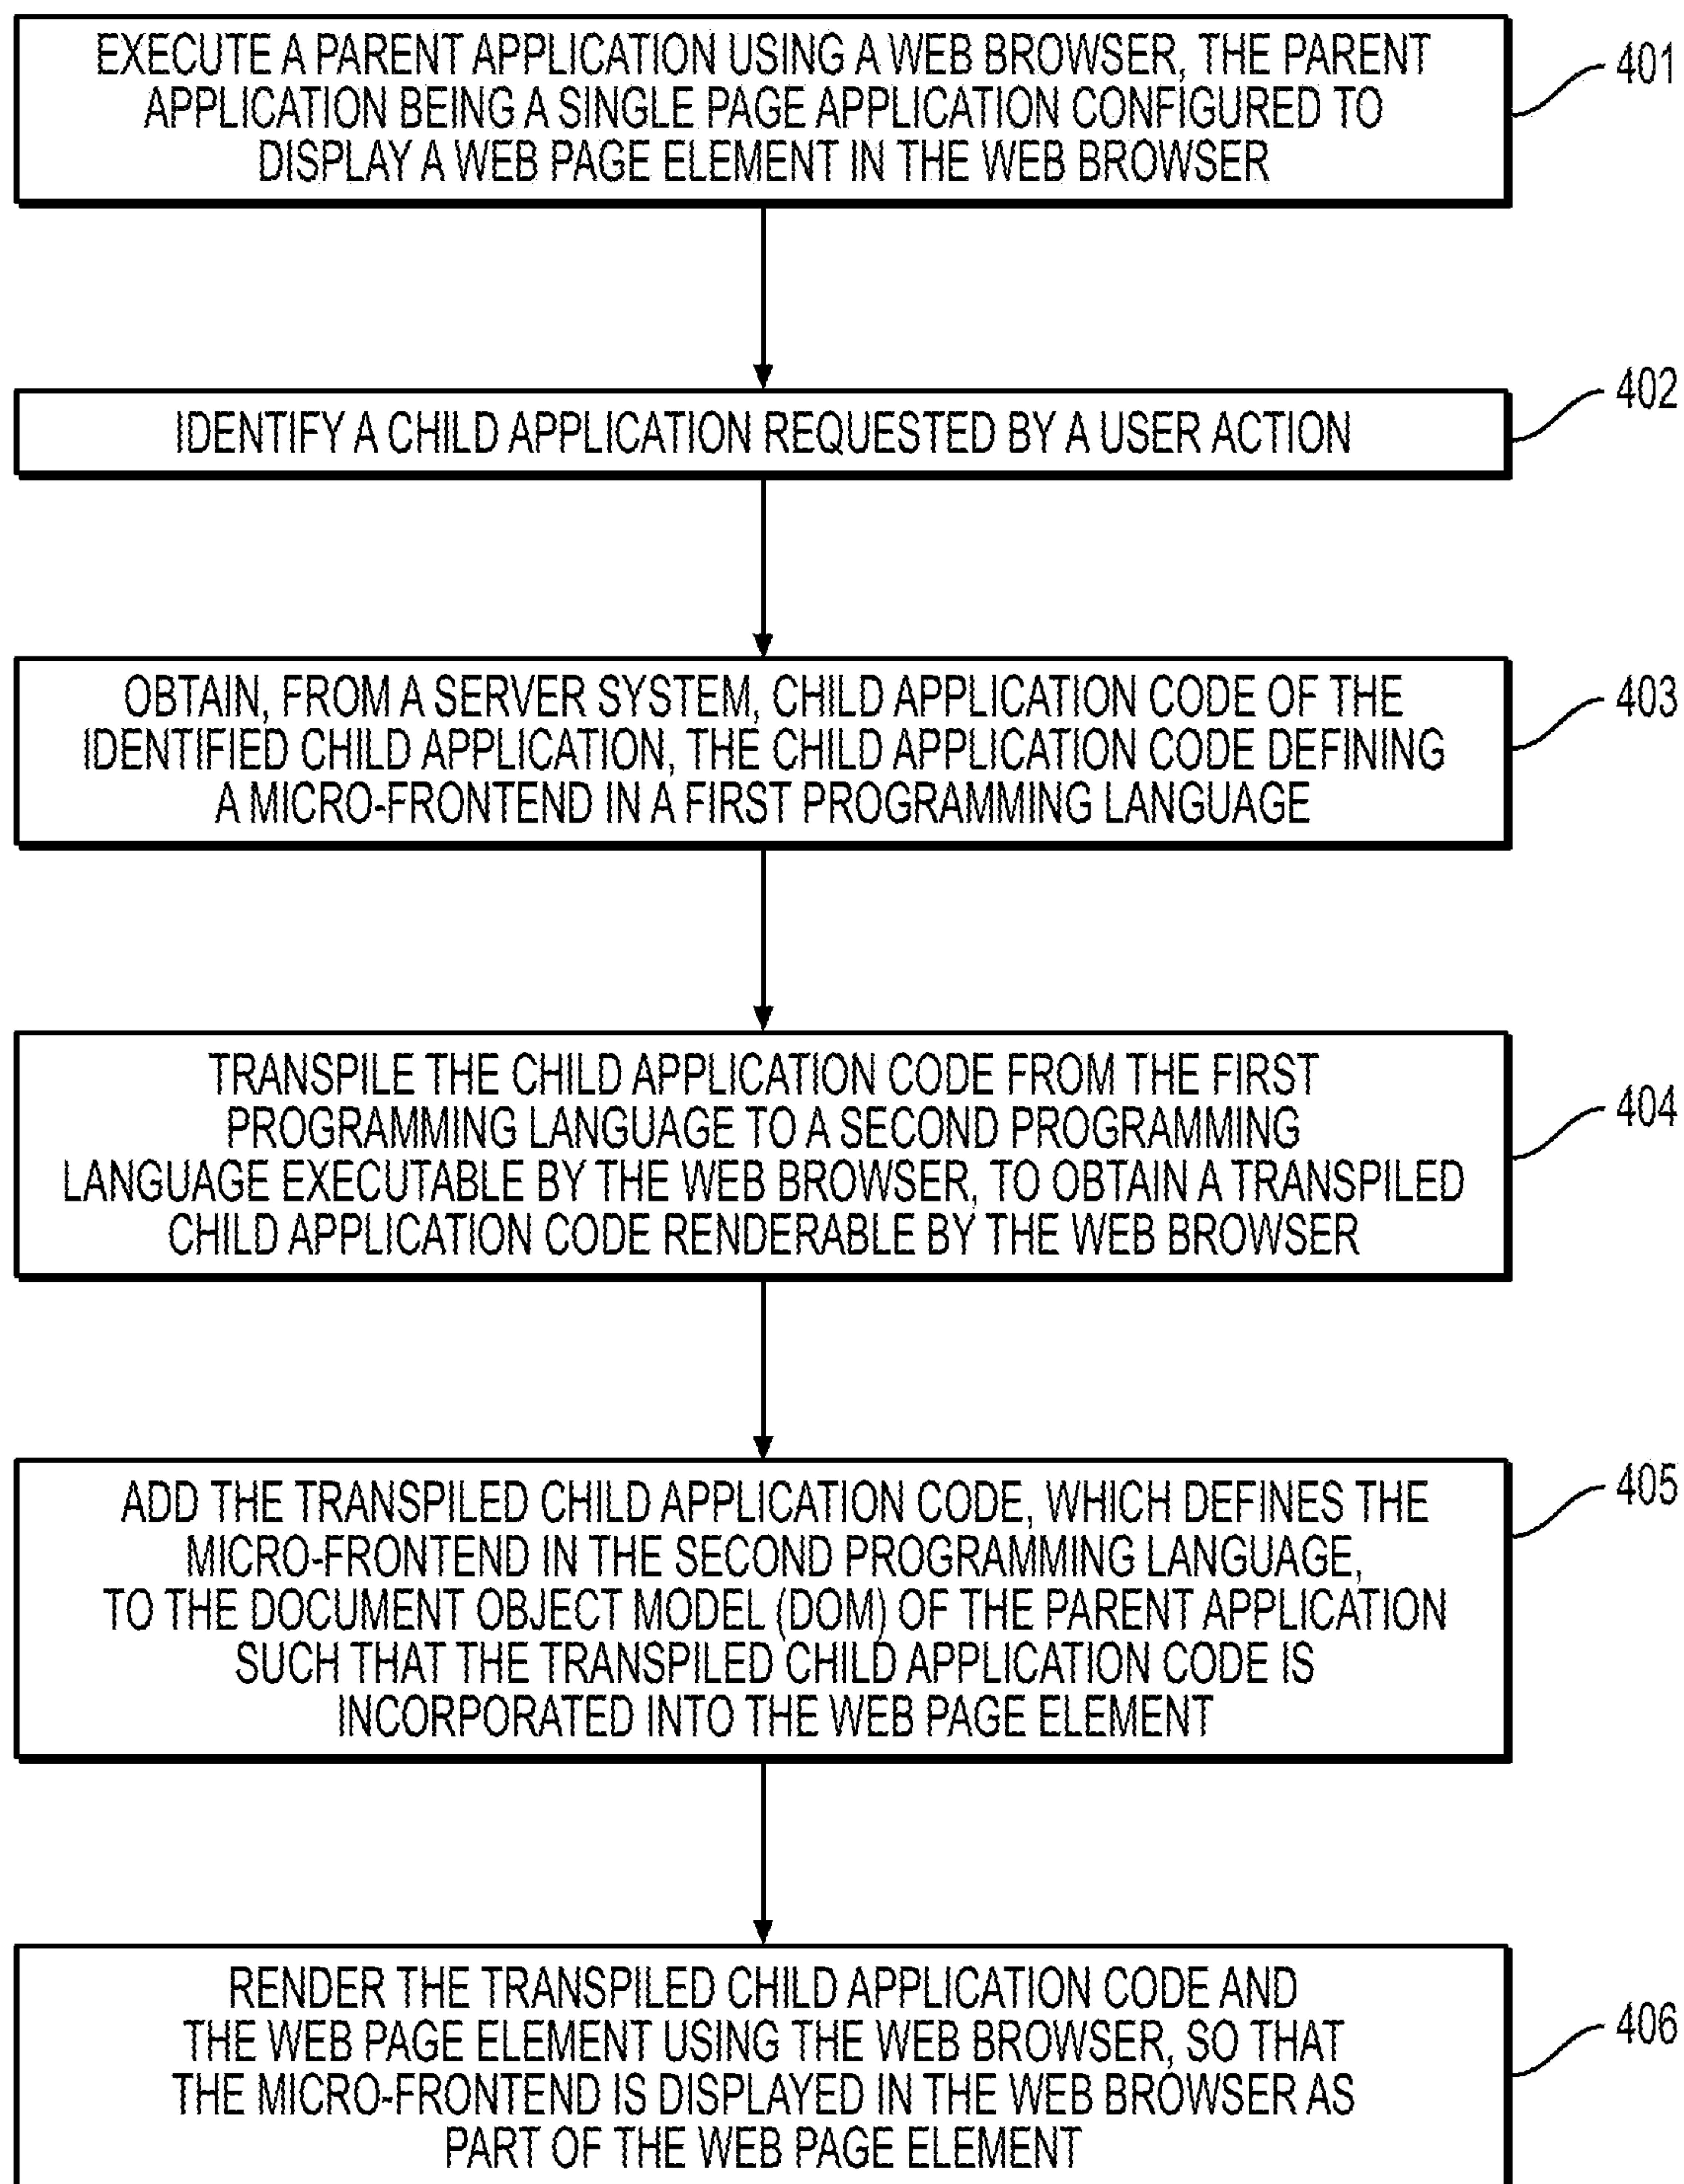 EXECUTE A PARENT APPLICATION USING A WEB BROWSER, THE PARENT
APPLICATION BEING A SINGLE PAGE APPLICATION CONFIGURED TO
DISPLAY A WEB PAGE ELEMENT IN THE WEB BROWSER
401
IDENTIFY A CHILD APPLICATION REQUESTED BY A USER ACTION
402
OBTAIN, FROM A SERVER SYSTEM, CHILD APPLICATION CODE OF THE
IDENTIFIED CHILD APPLICATION, THE CHILD APPLICATION CODE DEFINING
A MICRO-FRONTEND IN A FIRST PROGRAMMING LANGUAGE
403
TRANSPILE THE CHILD APPLICATION CODE FROM THE FIRST
PROGRAMMING LANGUAGE TO A SECOND PROGRAMMING
LANGUAGE EXECUTABLE BY THE WEB BROWSER, TO OBTAIN A TRANSPILED
CHILD APPLICATION CODE RENDERABLE BY THE WEB BROWSER
404
ADD THE TRANSPILED CHILD APPLICATION CODE, WHICH DEFINES THE
MICRO-FRONTEND IN THE SECOND PROGRAMMING LANGUAGE,
TO THE DOCUMENT OBJECT MODEL (DOM) OF THE PARENT APPLICATION
SUCH THAT THE TRANSPILED CHILD APPLICATION CODE IS
INCORPORATED INTO THE WEB PAGE ELEMENT
405
RENDER THE TRANSPILED CHILD APPLICATION CODE AND
THE WEB PAGE ELEMENT USING THE WEB BROWSER, SO THAT
THE MICRO-FRONTEND IS DISPLAYED IN THE WEB BROWSER AS
PART OF THE WEB PAGE ELEMENT
406